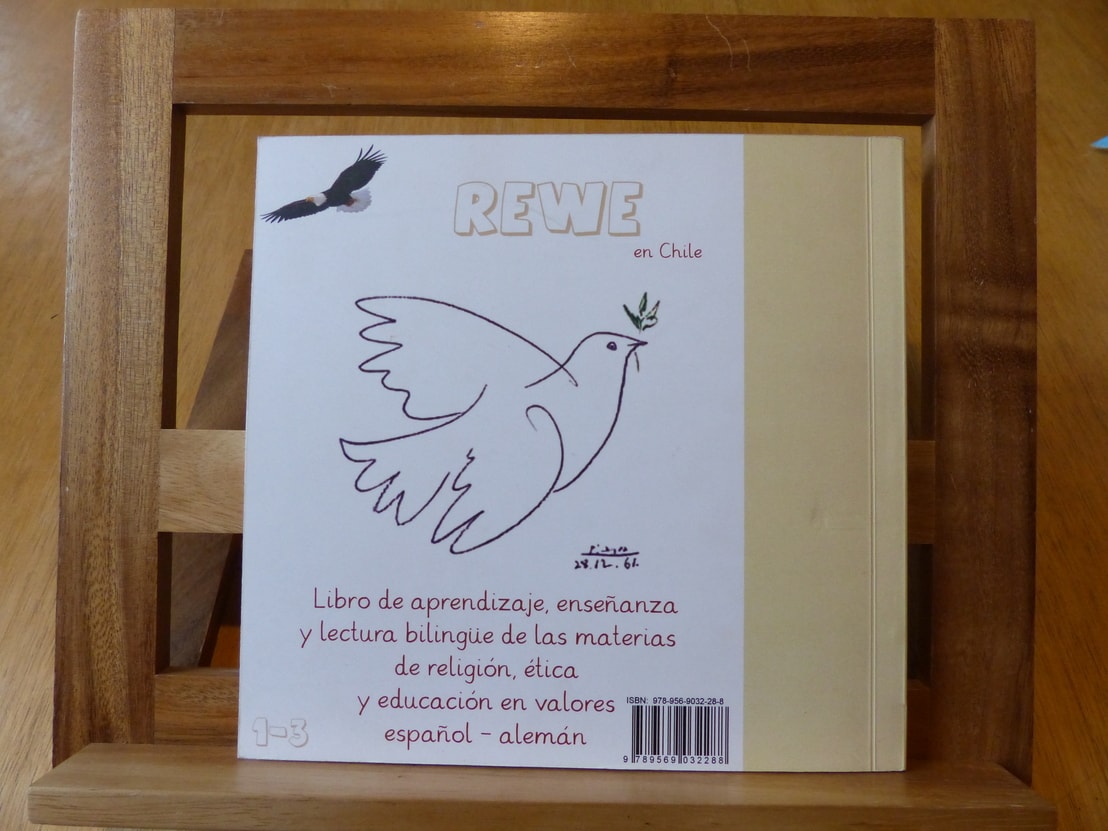 REWE
en Chile
Picasso
28.12.61.
Libro de aprendizaje, enseñanza
y lectura bilingüe de las materias
de religión, ética
y educación en valores
español - alemán
1-3
ISBN: 978-956-9032-28-8
9 789569 032288